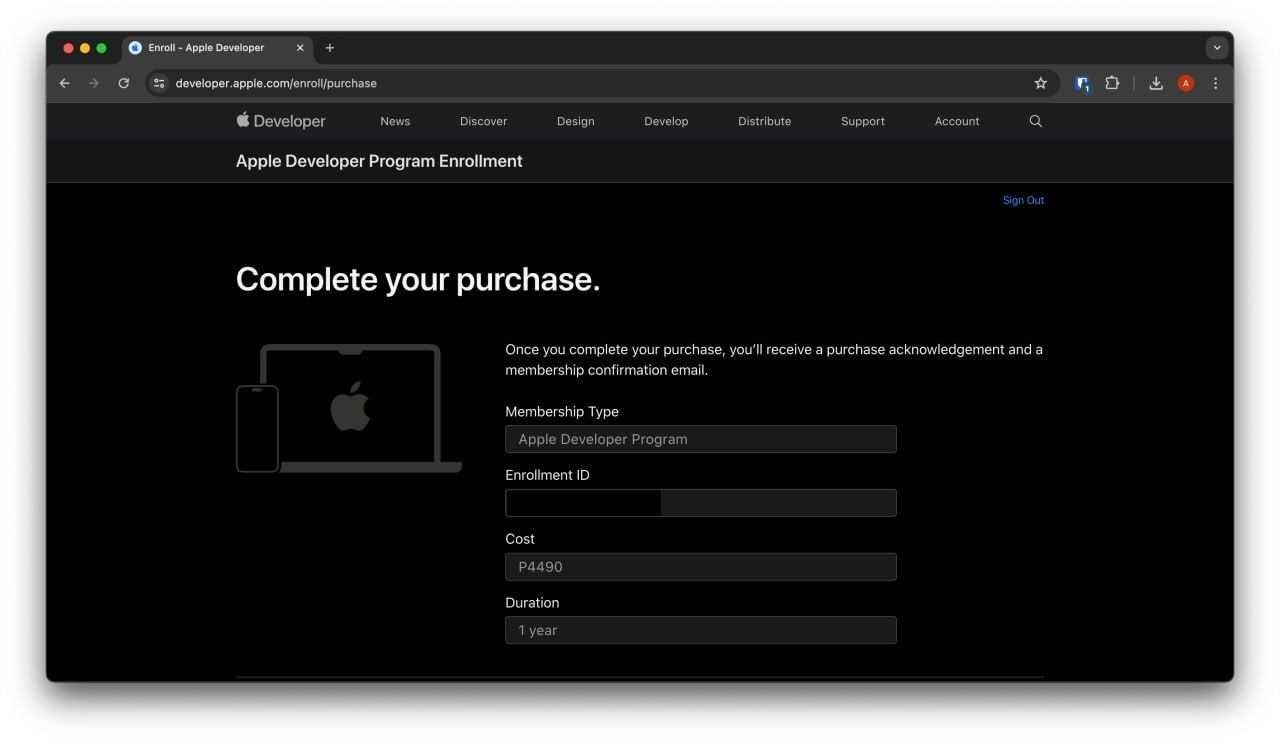 Enroll - Apple Developer
developer.apple.com/enroll/purchase
1
A
Developer News Discover Design Develop Distribute Support Account
Apple Developer Program Enrollment
Sign Out
Complete your purchase.
Once you complete your purchase, you’ll receive a purchase acknowledgement and a
membership confirmation email.
Membership Type
Apple Developer Program
Enrollment ID
Cost
P4490
Duration
1 year